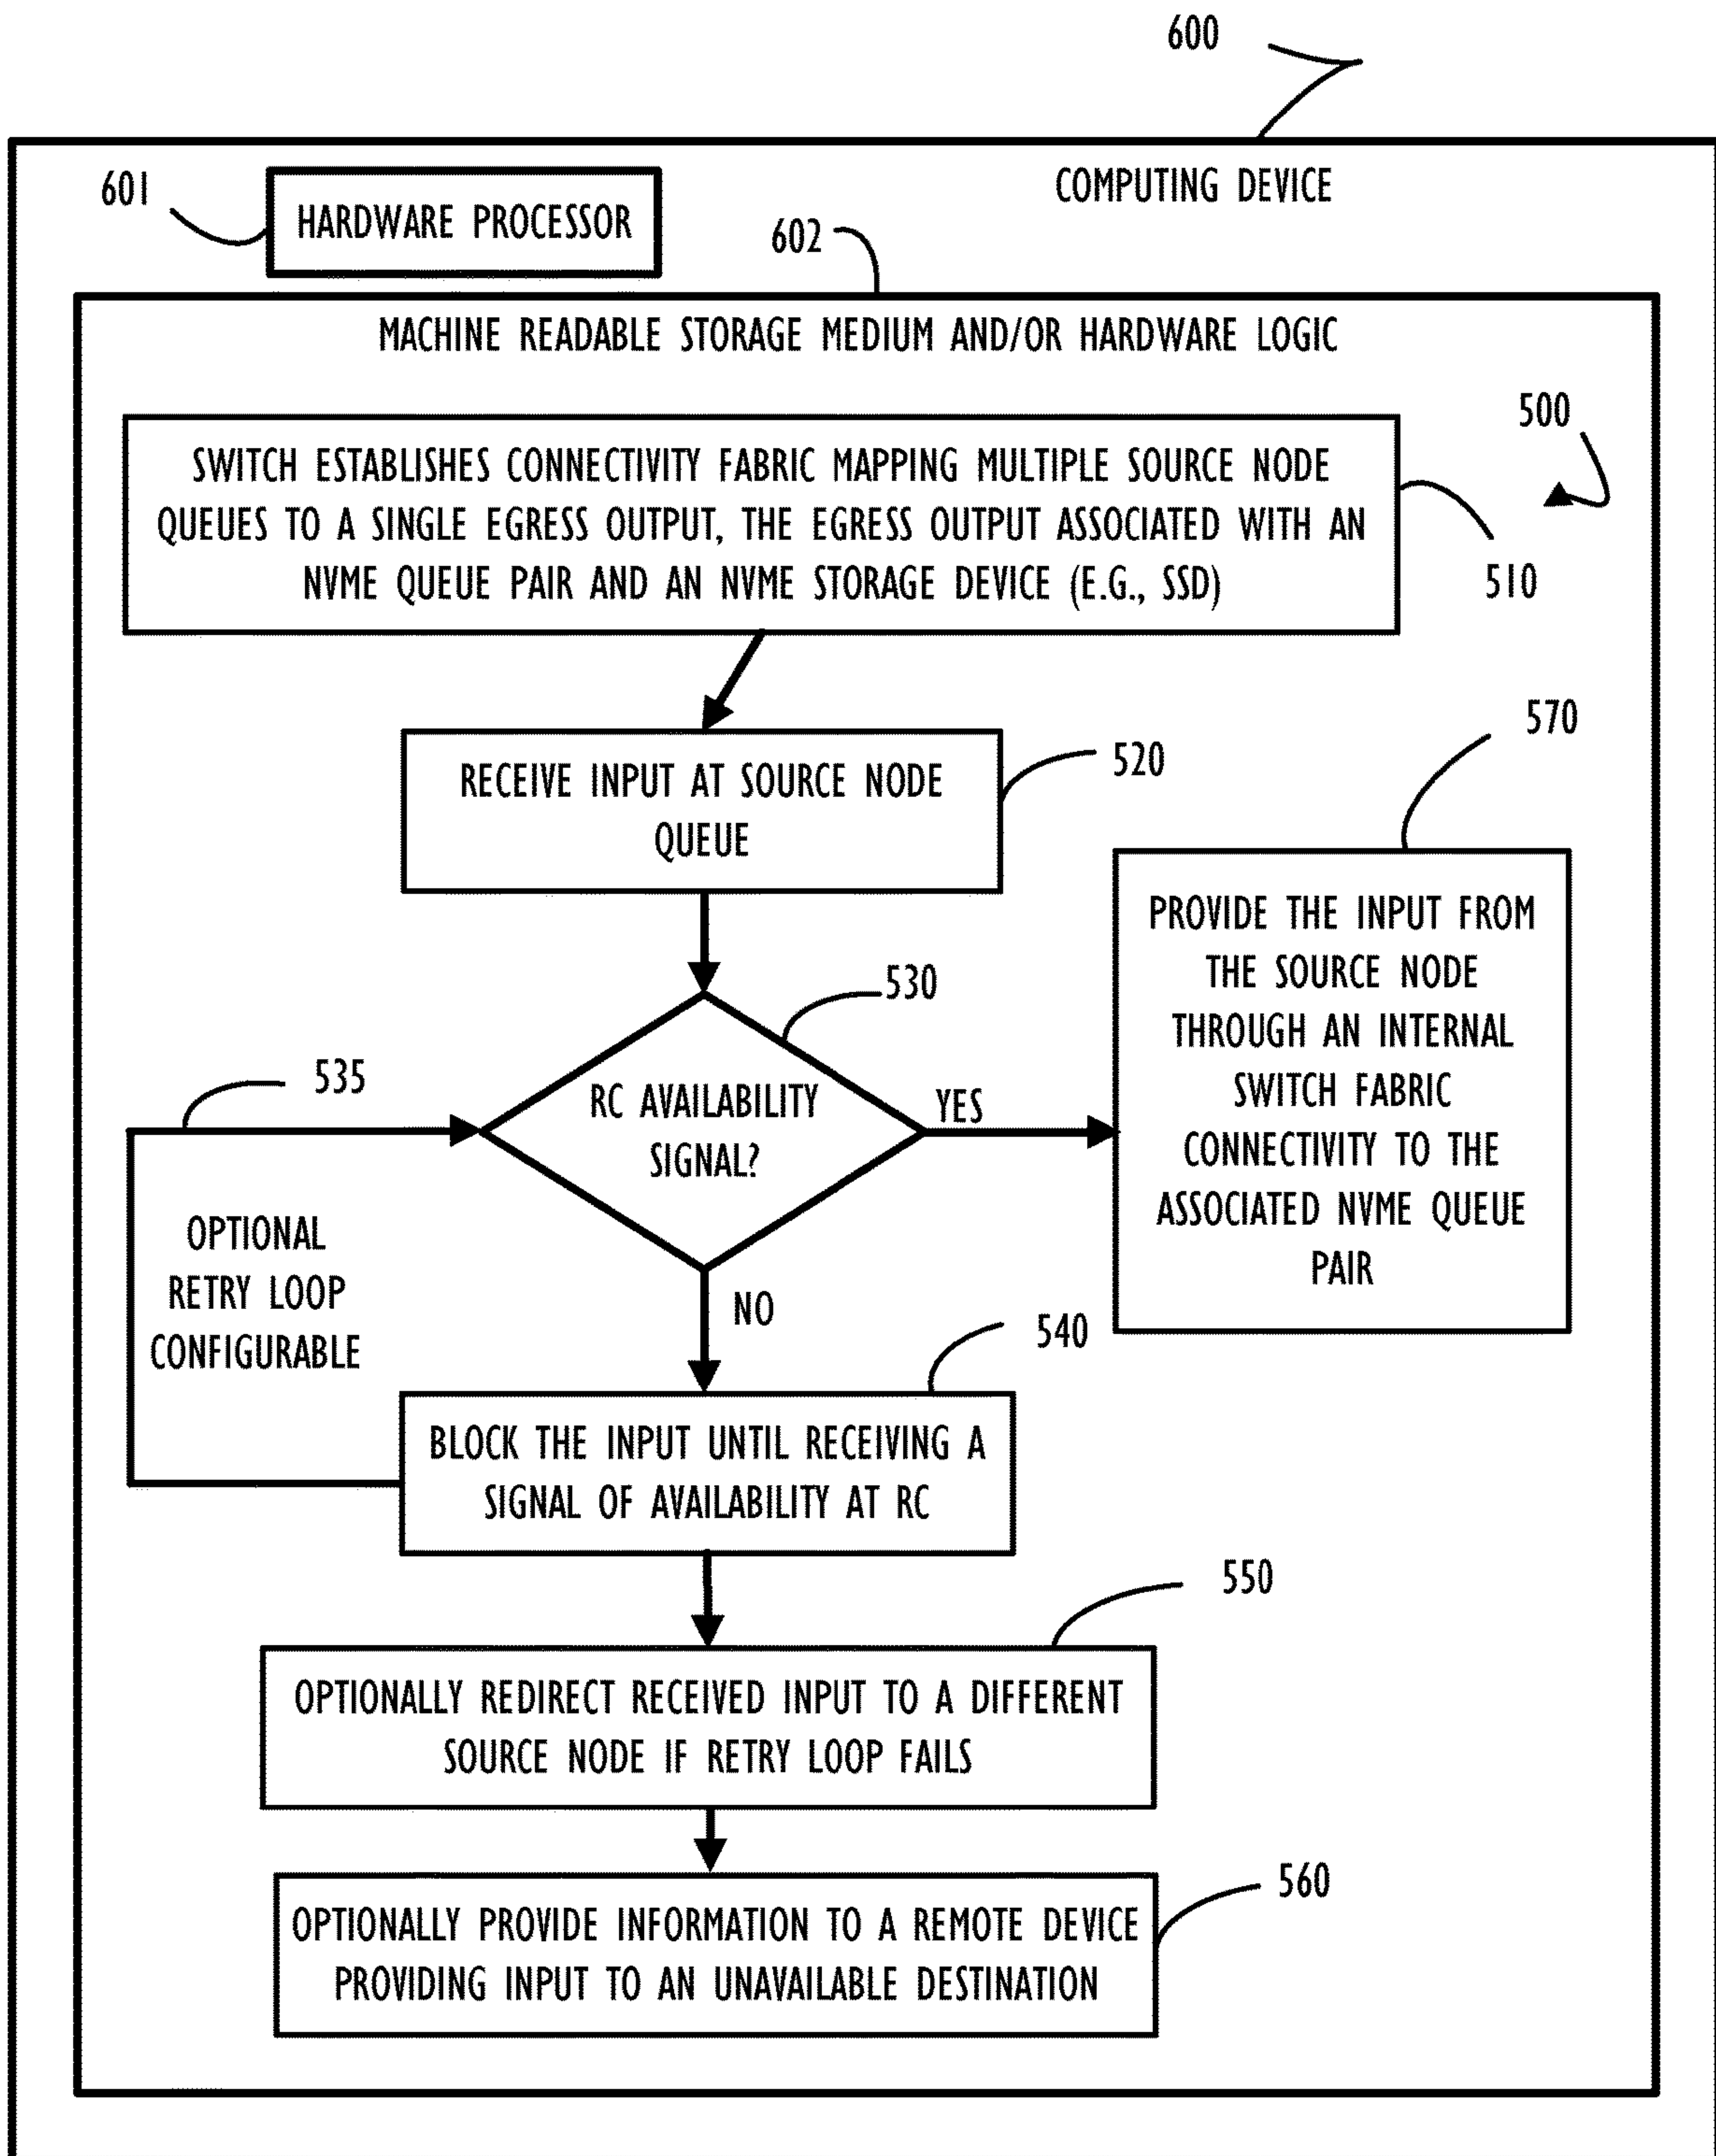 600
COMPUTING DEVICE
601
HARDWARE PROCESSOR
602
MACHINE READABLE STORAGE MEDIUM AND/OR HARDWARE LOGIC
500
SWITCH ESTABLISHES CONNECTIVITY FABRIC MAPPING MULTIPLE SOURCE NODE
QUEUES TO A SINGLE EGRESS OUTPUT, THE EGRESS OUTPUT ASSOCIATED WITH AN
NVME QUEUE PAIR AND AN NVME STORAGE DEVICE (E.G., SSD)
510
570
520
RECEIVE INPUT AT SOURCE NODE
QUEUE
PROVIDE THE INPUT FROM
THE SOURCE NODE
THROUGH AN INTERNAL
SWITCH FABRIC
CONNECTIVITY TO THE
ASSOCIATED NVME QUEUE
PAIR
530
535
RC AVAILABILITY
SIGNAL?
YES
OPTIONAL
RETRY LOOP
CONFIGURABLE
NO
540
BLOCK THE INPUT UNTIL RECEIVING A
SIGNAL OF AVAILABILITY AT RC
550
OPTIONALLY REDIRECT RECEIVED INPUT TO A DIFFERENT
SOURCE NODE IF RETRY LOOP FAILS
560
OPTIONALLY PROVIDE INFORMATION TO A REMOTE DEVICE
PROVIDING INPUT TO AN UNAVAILABLE DESTINATION